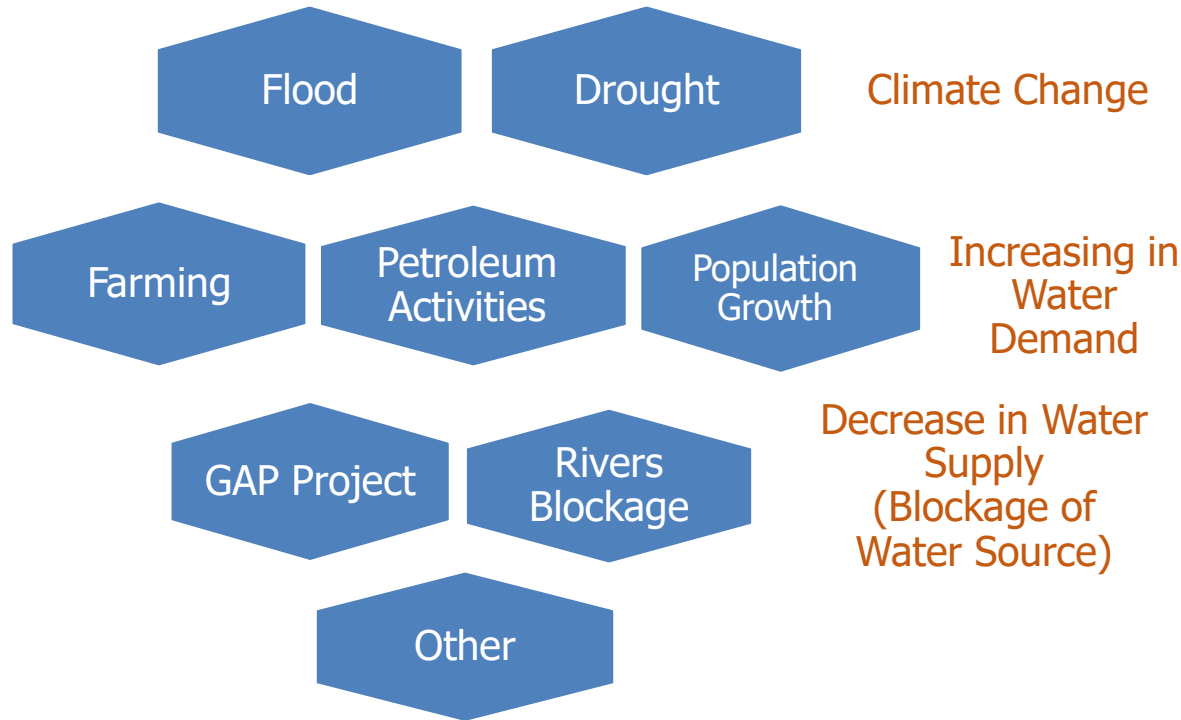 Flood
Drought
Climate Change
Farming
Petroleum
Activities
Population
Growth
Increasing in
Water
Demand
GAP Project
Rivers
Blockage
Decrease in Water
Supply
(Blockage of
Water Source)
Other